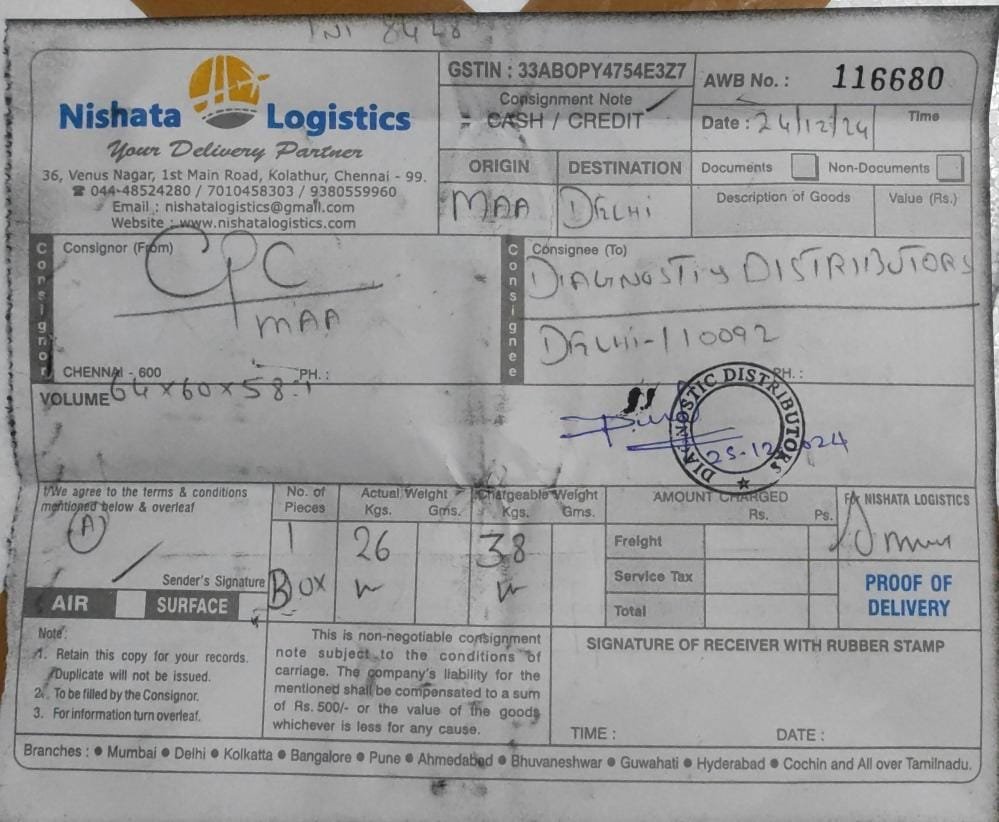 INI 8428
Nishata Logistics
Your Delivery Partner
36, Venus Nagar, 1st Main Road, Kolathur, Chennai - 99.
☎ 044-48524280 / 7010458303 / 9380559960
Email : nishatalogistics@gmail.com
Website : www.nishatalogistics.com
GSTIN : 33ABOPY4754E3Z7
Consignment Note
CASH / CREDIT
AWB No. : 116680
Date : 24/12/24
Time
ORIGIN
DESTINATION
MAA
DELHI
Documents
Non-Documents
Description of Goods
Value (Rs.)
Consignor
Consignor (From)
CPC
MAA
CHENNAI - 600
PH. :
Consignee
Consignee (To)
DIAGNOSTIS DISTRIBUTORS
DELHI-110092
PH. :
VOLUME 64 x 60 x 58 : 1
DIAGNOSTIC DISTRIBUTORS
25-12-2024
I/We agree to the terms & conditions
mentioned below & overleaf
(A)
Sender's Signature
AIR
SURFACE
No. of Pieces
Actual Weight
Kgs. Gms.
Chargeable Weight
Kgs. Gms.
1 26 38
BOX
AMOUNT CHARGED
Rs. Ps.
Freight
Service Tax
Total
For NISHATA LOGISTICS
PROOF OF
DELIVERY
Note :
1. Retain this copy for your records.
Duplicate will not be issued.
2. To be filled by the Consignor.
3. For information turn overleaf.
This is non-negotiable consignment
note subject to the conditions of
carriage. The company's liability for the
mentioned shall be compensated to a sum
of Rs. 500/- or the value of the goods
whichever is less for any cause.
SIGNATURE OF RECEIVER WITH RUBBER STAMP
TIME :
DATE :
Branches : ● Mumbai ● Delhi ● Kolkatta ● Bangalore ● Pune ● Ahmedabad ● Bhuvaneshwar ● Guwahati ● Hyderabad ● Cochin and All over Tamilnadu.